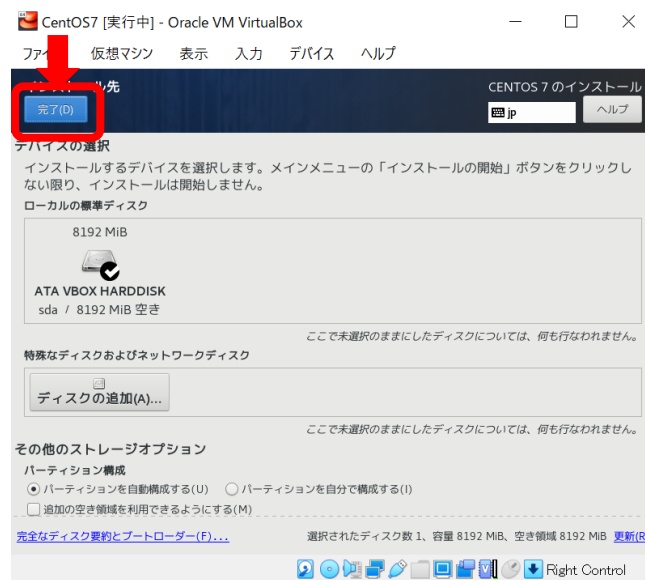 CentOS7 [実行中] - Oracle VM VirtualBox
ファイ 仮想マシン 表示 入力 デバイス ヘルプ
ル先 CENTOS 7 のインストール
完了(D) jp ヘルプ
デバイスの選択
インストールするデバイスを選択します。メインメニューの「インストールの開始」ボタンをクリックし
ない限り、インストールは開始しません。
ローカルの標準ディスク
8192 MiB
ATA VBOX HARDDISK
sda / 8192 MiB 空き
ここで未選択のままにしたディスクについては、何も行なわれません。
特殊なディスクおよびネットワークディスク
ディスクの追加(A)...
ここで未選択のままにしたディスクについては、何も行なわれません。
その他のストレージオプション
パーティション構成
パーティションを自動構成する(U) パーティションを自分で構成する(I)
追加の空き領域を利用できるようにする(M)
完全なディスク要約とブートローダー(F)... 選択されたディスク数 1、容量 8192 MiB、空き領域 8192 MiB 更新(R
Right Control